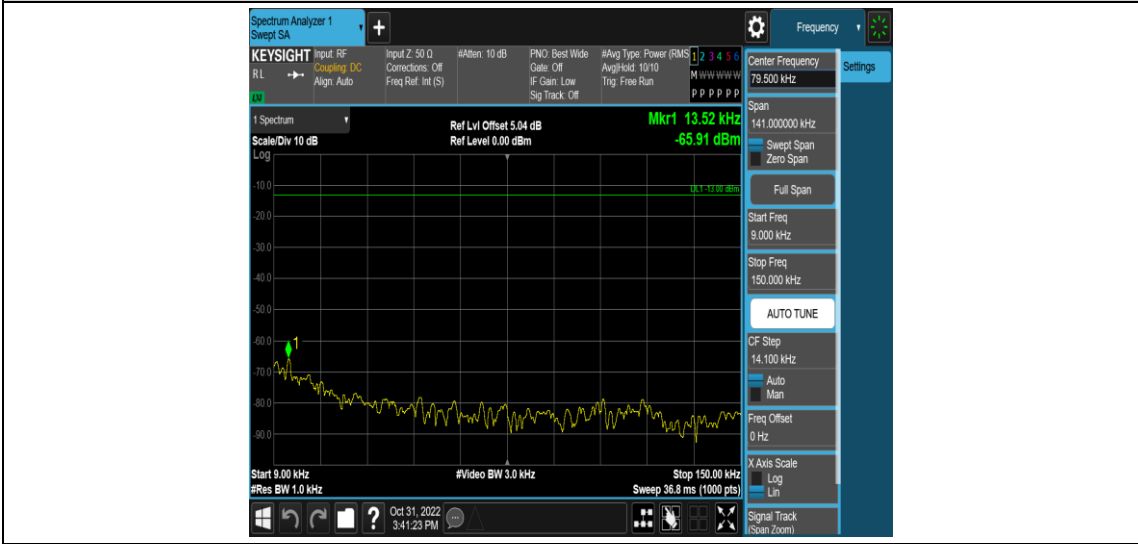 Spectrum Analyzer 1
Swept SA
Frequency
KEYSIGHT
Input: RF
Input Z: 50 Ω
#Atten: 10 dB
PNO: Best Wide
#Avg Type: Power (RMS
1 2 3 4 5 6
R L
Coupling: DC
Corrections: Off
Gate: Off
Avg|Hold: 10/10
M W W W W W
Align: Auto
Freq Ref: Int (S)
IF Gain: Low
Trig: Free Run
Sig Track: Off
P P P P P P
Center Frequency
79.500 kHz
Settings
Span
141.000000 kHz
Swept Span
Zero Span
Full Span
Start Freq
9.000 kHz
Stop Freq
150.000 kHz
AUTO TUNE
CF Step
14.100 kHz
Auto
Man
Freq Offset
0 Hz
X Axis Scale
Log
Lin
Signal Track
(Span Zoom)
1 Spectrum
Ref Lvl Offset 5.04 dB
Mkr1 13.52 kHz
Scale/Div 10 dB
Ref Level 0.00 dBm
-65.91 dBm
Log
-10.0
DL1 -13.00 dBm
-20.0
-30.0
-40.0
-50.0
-60.0
1
-70.0
-80.0
-90.0
Start 9.00 kHz
#Video BW 3.0 kHz
Stop 150.00 kHz
#Res BW 1.0 kHz
Sweep 36.8 ms (1000 pts)
Oct 31, 2022
3:41:23 PM